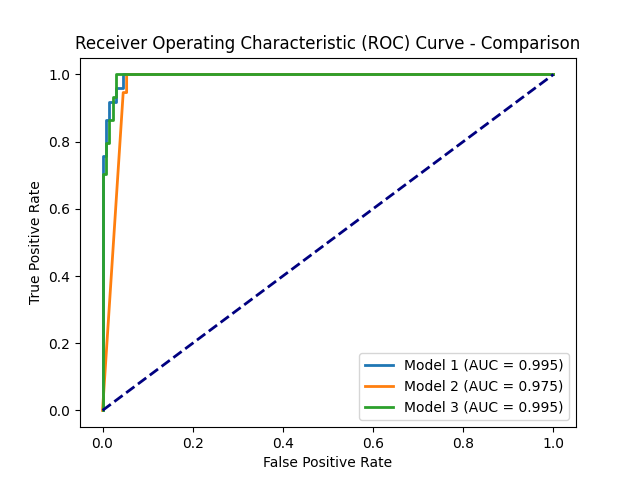 Receiver Operating Characteristic (ROC) Curve - Comparison
1.0
0.8
0.6
0.4
0.2
0.0
True Positive Rate
Model 1 (AUC = 0.995)
Model 2 (AUC = 0.975)
Model 3 (AUC = 0.995)
0.0 0.2 0.4 0.6 0.8 1.0
False Positive Rate